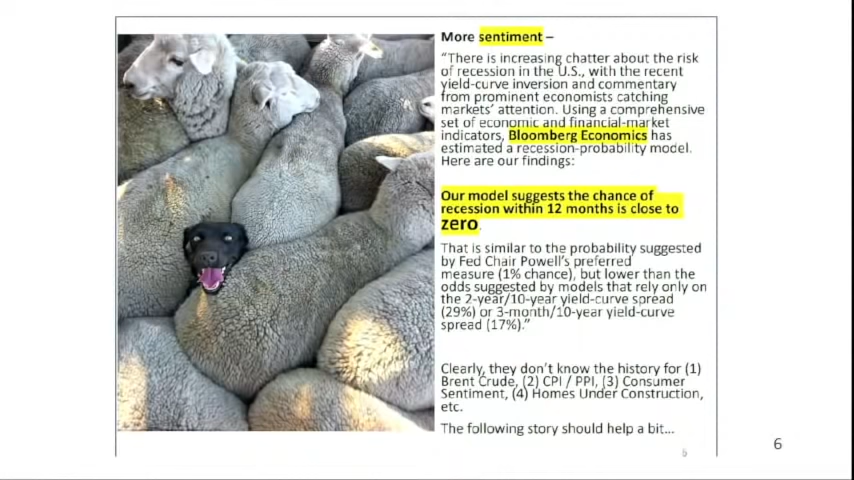 More sentiment –
“There is increasing chatter about the risk
of recession in the U.S., with the recent
yield-curve inversion and commentary
from prominent economists catching
markets’ attention. Using a comprehensive
set of economic and financial-market
indicators, Bloomberg Economics has
estimated a recession-probability model.
Here are our findings:
Our model suggests the chance of
recession within 12 months is close to
zero.
That is similar to the probability suggested
by Fed Chair Powell’s preferred
measure (1% chance), but lower than the
odds suggested by models that rely only on
the 2-year/10-year yield-curve spread
(29%) or 3-month/10-year yield-curve
spread (17%).”
Clearly, they don’t know the history for (1)
Brent Crude, (2) CPI / PPI, (3) Consumer
Sentiment, (4) Homes Under Construction,
etc.
The following story should help a bit...
6
6